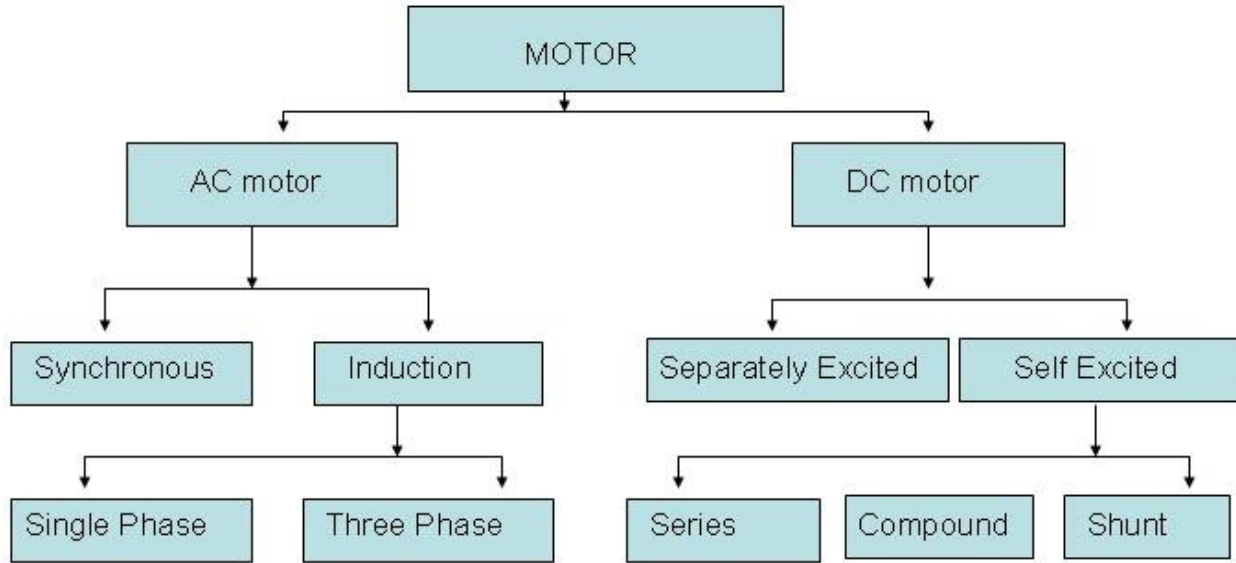 MOTOR
AC motor
DC motor
Synchronous
Induction
Separately Excited
Self Excited
Single Phase
Three Phase
Series
Compound
Shunt